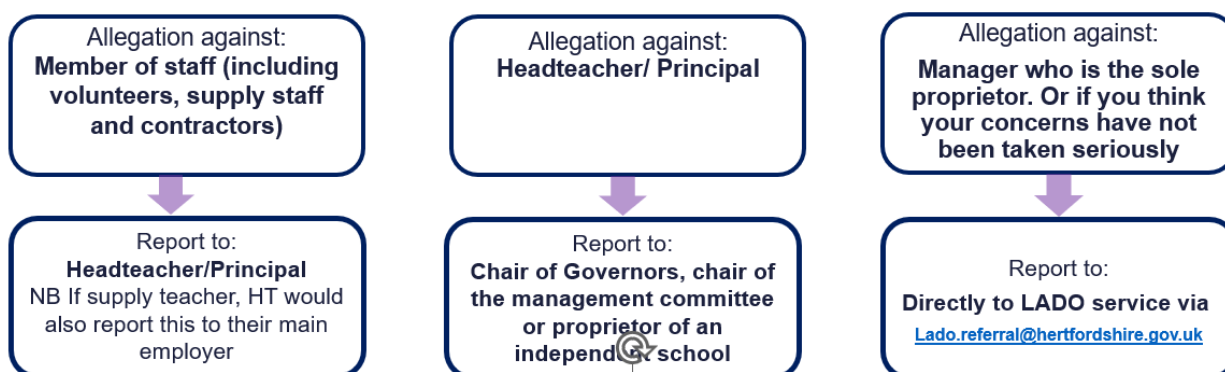 Allegation against:
Member of staff (including
volunteers, supply staff
and contractors)
Report to:
Headteacher/Principal
NB If supply teacher, HT would
also report this to their main
employer
Allegation against:
Headteacher/ Principal
Report to:
Chair of Governors, chair of
the management committee
or proprietor of an
independent school
Allegation against:
Manager who is the sole
proprietor. Or if you think
your concerns have not
been taken seriously
Report to:
Directly to LADO service via
Lado.referral@hertfordshire.gov.uk